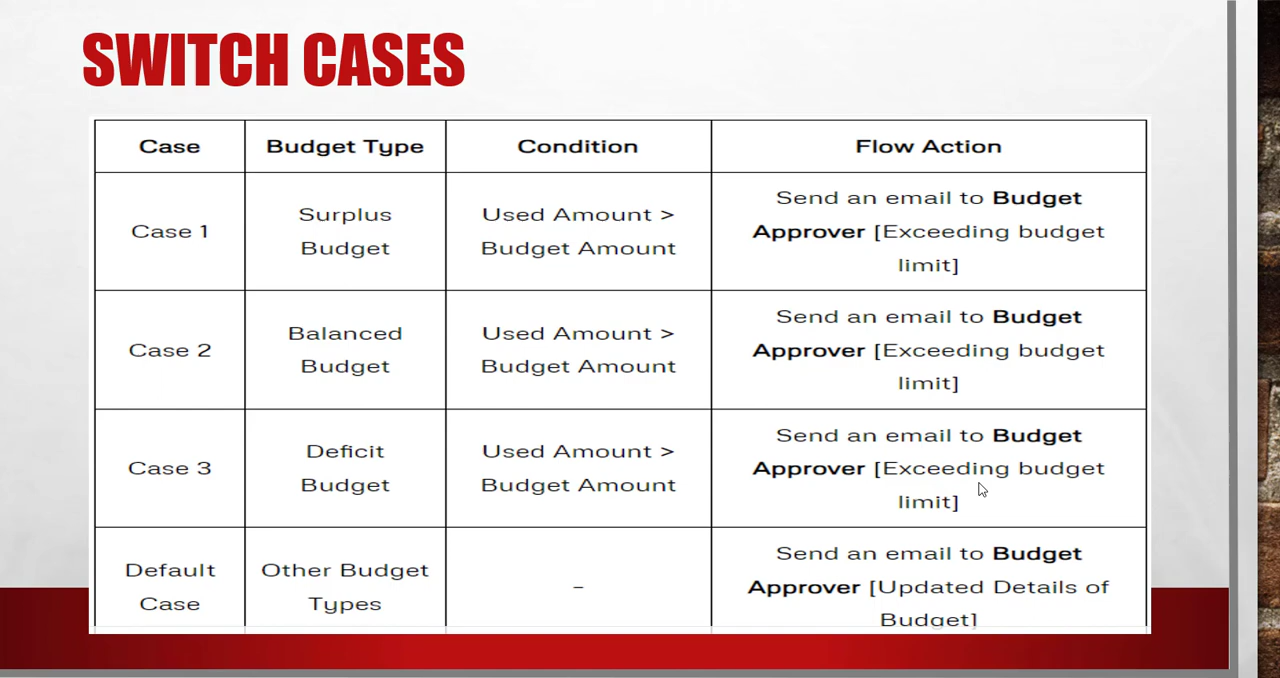 SWITCH CASES
Case Budget Type Condition Flow Action
Case 1
Surplus
Budget
Used Amount >
Budget Amount
Send an email to Budget
Approver [Exceeding budget
limit]
Case 2
Balanced
Budget
Used Amount >
Budget Amount
Send an email to Budget
Approver [Exceeding budget
limit]
Case 3
Deficit
Budget
Used Amount >
Budget Amount
Send an email to Budget
Approver [Exceeding budget
limit]
Default
Case
Other Budget
Types
–
Send an email to Budget
Approver [Updated Details of
Budget]